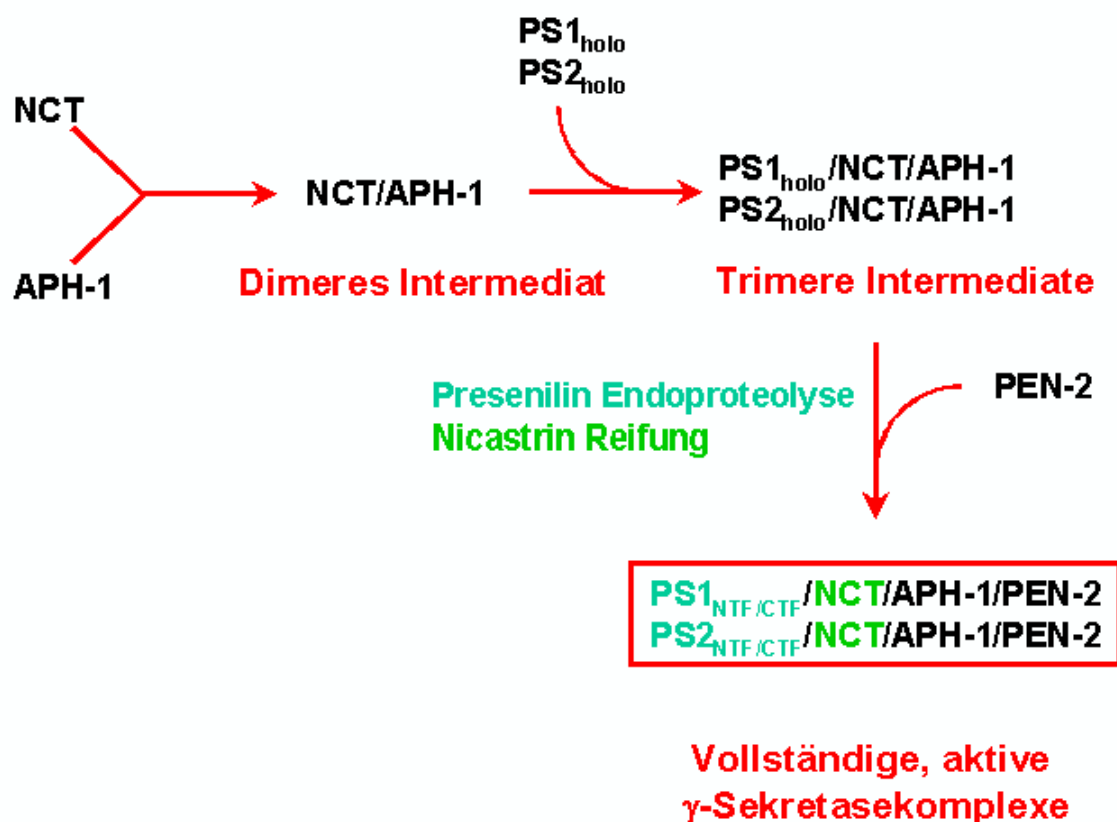 PS1holo
PS2holo
NCT
NCT/APH-1
PS1holo/NCT/APH-1
PS2holo/NCT/APH-1
APH-1
Dimeres Intermediat
Trimere Intermediate
Presenilin Endoproteolyse
Nicastrin Reifung
PEN-2
PS1NTF/CTF/NCT/APH-1/PEN-2
PS2NTF/CTF/NCT/APH-1/PEN-2
Vollständige, aktive
γ-Sekretasekomplexe